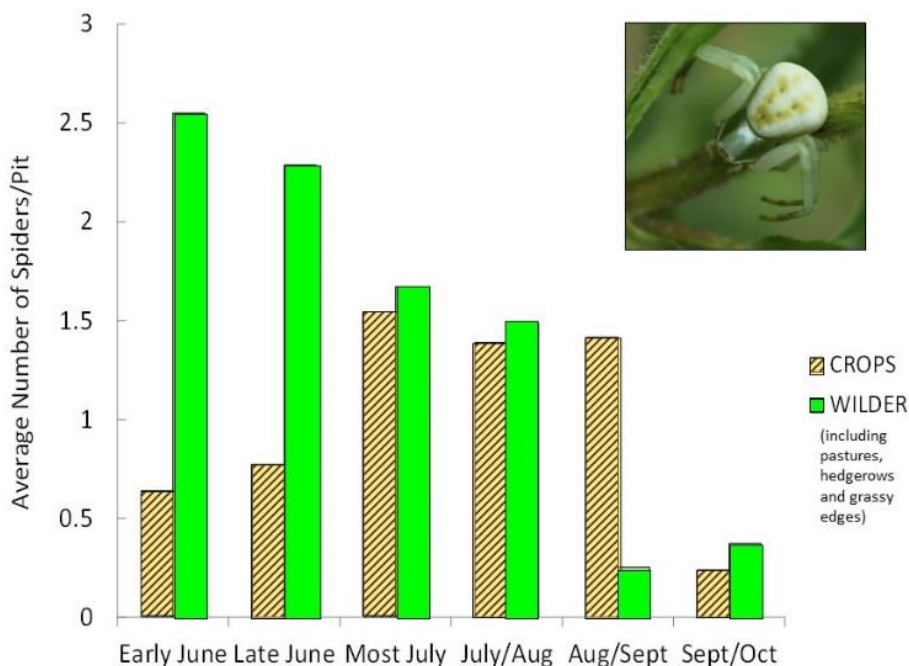 3
2.5
2
1.5
1
0.5
0
Average Number of Spiders/Pit
Early June Late June Most July July/Aug Aug/Sept Sept/Oct
CROPS
WILDER
(including
pastures,
hedgerows
and grassy
edges)